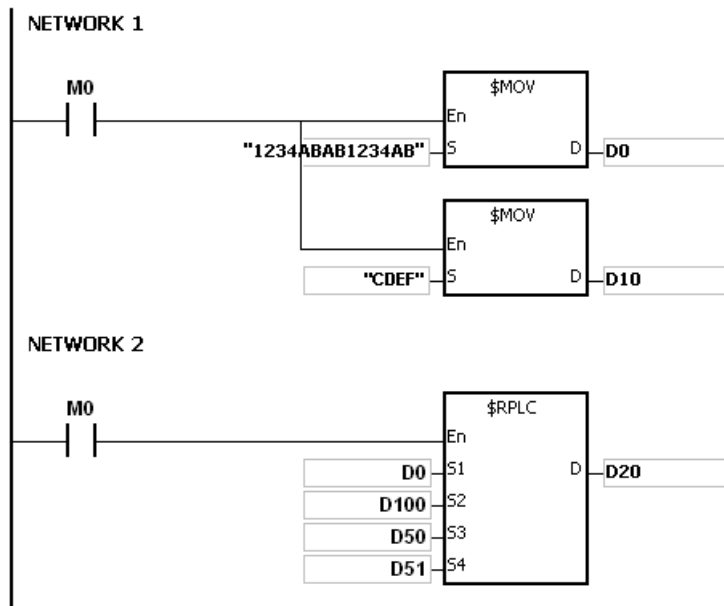 NETWORK 1
M0
$MOV
En
"1234ABAB1234AB" S D D0
$MOV
En
"CDEF" S D D10
NETWORK 2
M0
$RPLC
En
D0 S1 D D20
D100 S2
D50 S3
D51 S4